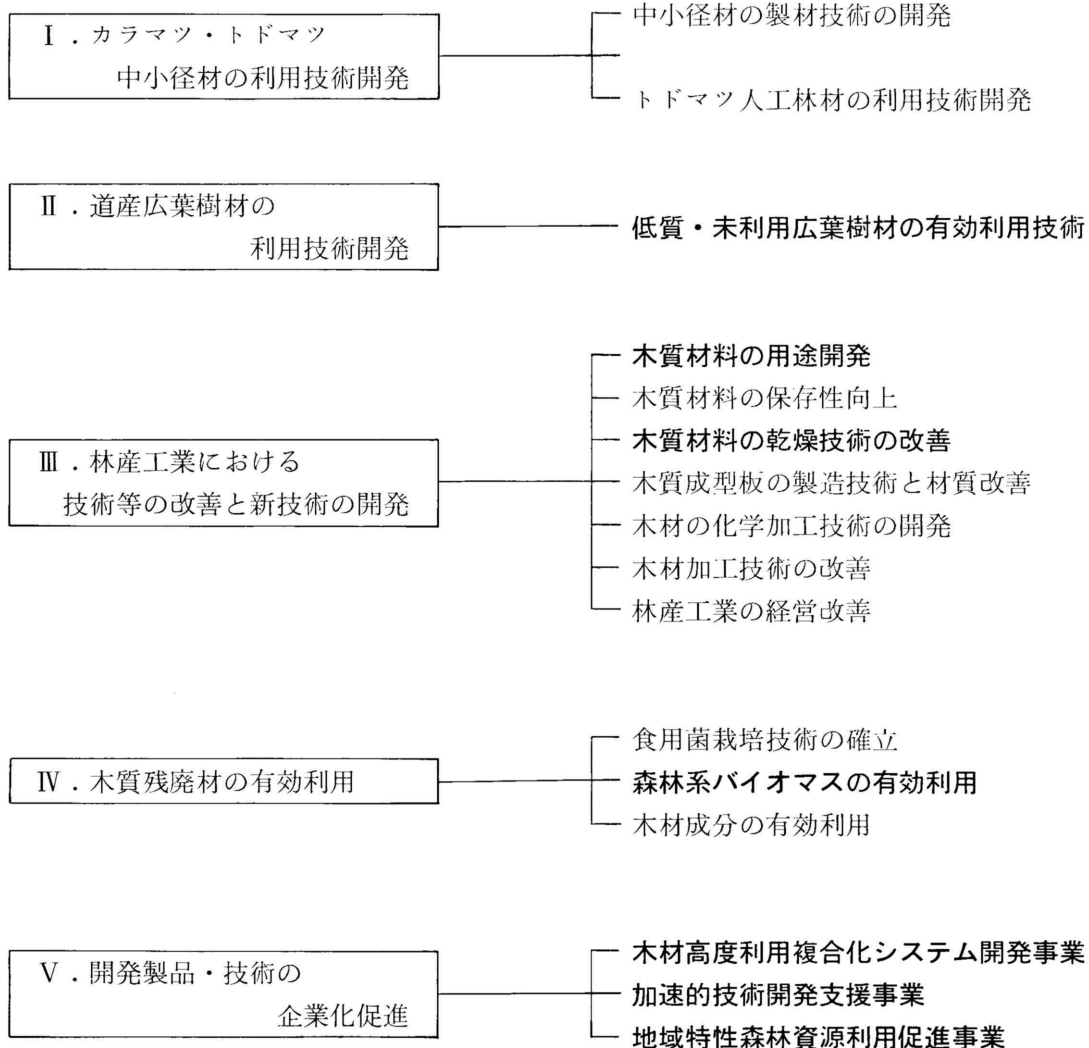 Ⅰ．カラマツ・トドマツ
中小径材の利用技術開発
中小径材の製材技術の開発
トドマツ人工林材の利用技術開発
Ⅱ．道産広葉樹材の
利用技術開発
低質・未利用広葉樹材の有効利用技術
Ⅲ．林産工業における
技術等の改善と新技術の開発
木質材料の用途開発
木質材料の保存性向上
木質材料の乾燥技術の改善
木質成型板の製造技術と材質改善
木材の化学加工技術の開発
木材加工技術の改善
林産工業の経営改善
Ⅳ．木質残廃材の有効利用
食用菌栽培技術の確立
森林系バイオマスの有効利用
木材成分の有効利用
Ⅴ．開発製品・技術の
企業化促進
木材高度利用複合化システム開発事業
加速的技術開発支援事業
地域特性森林資源利用促進事業